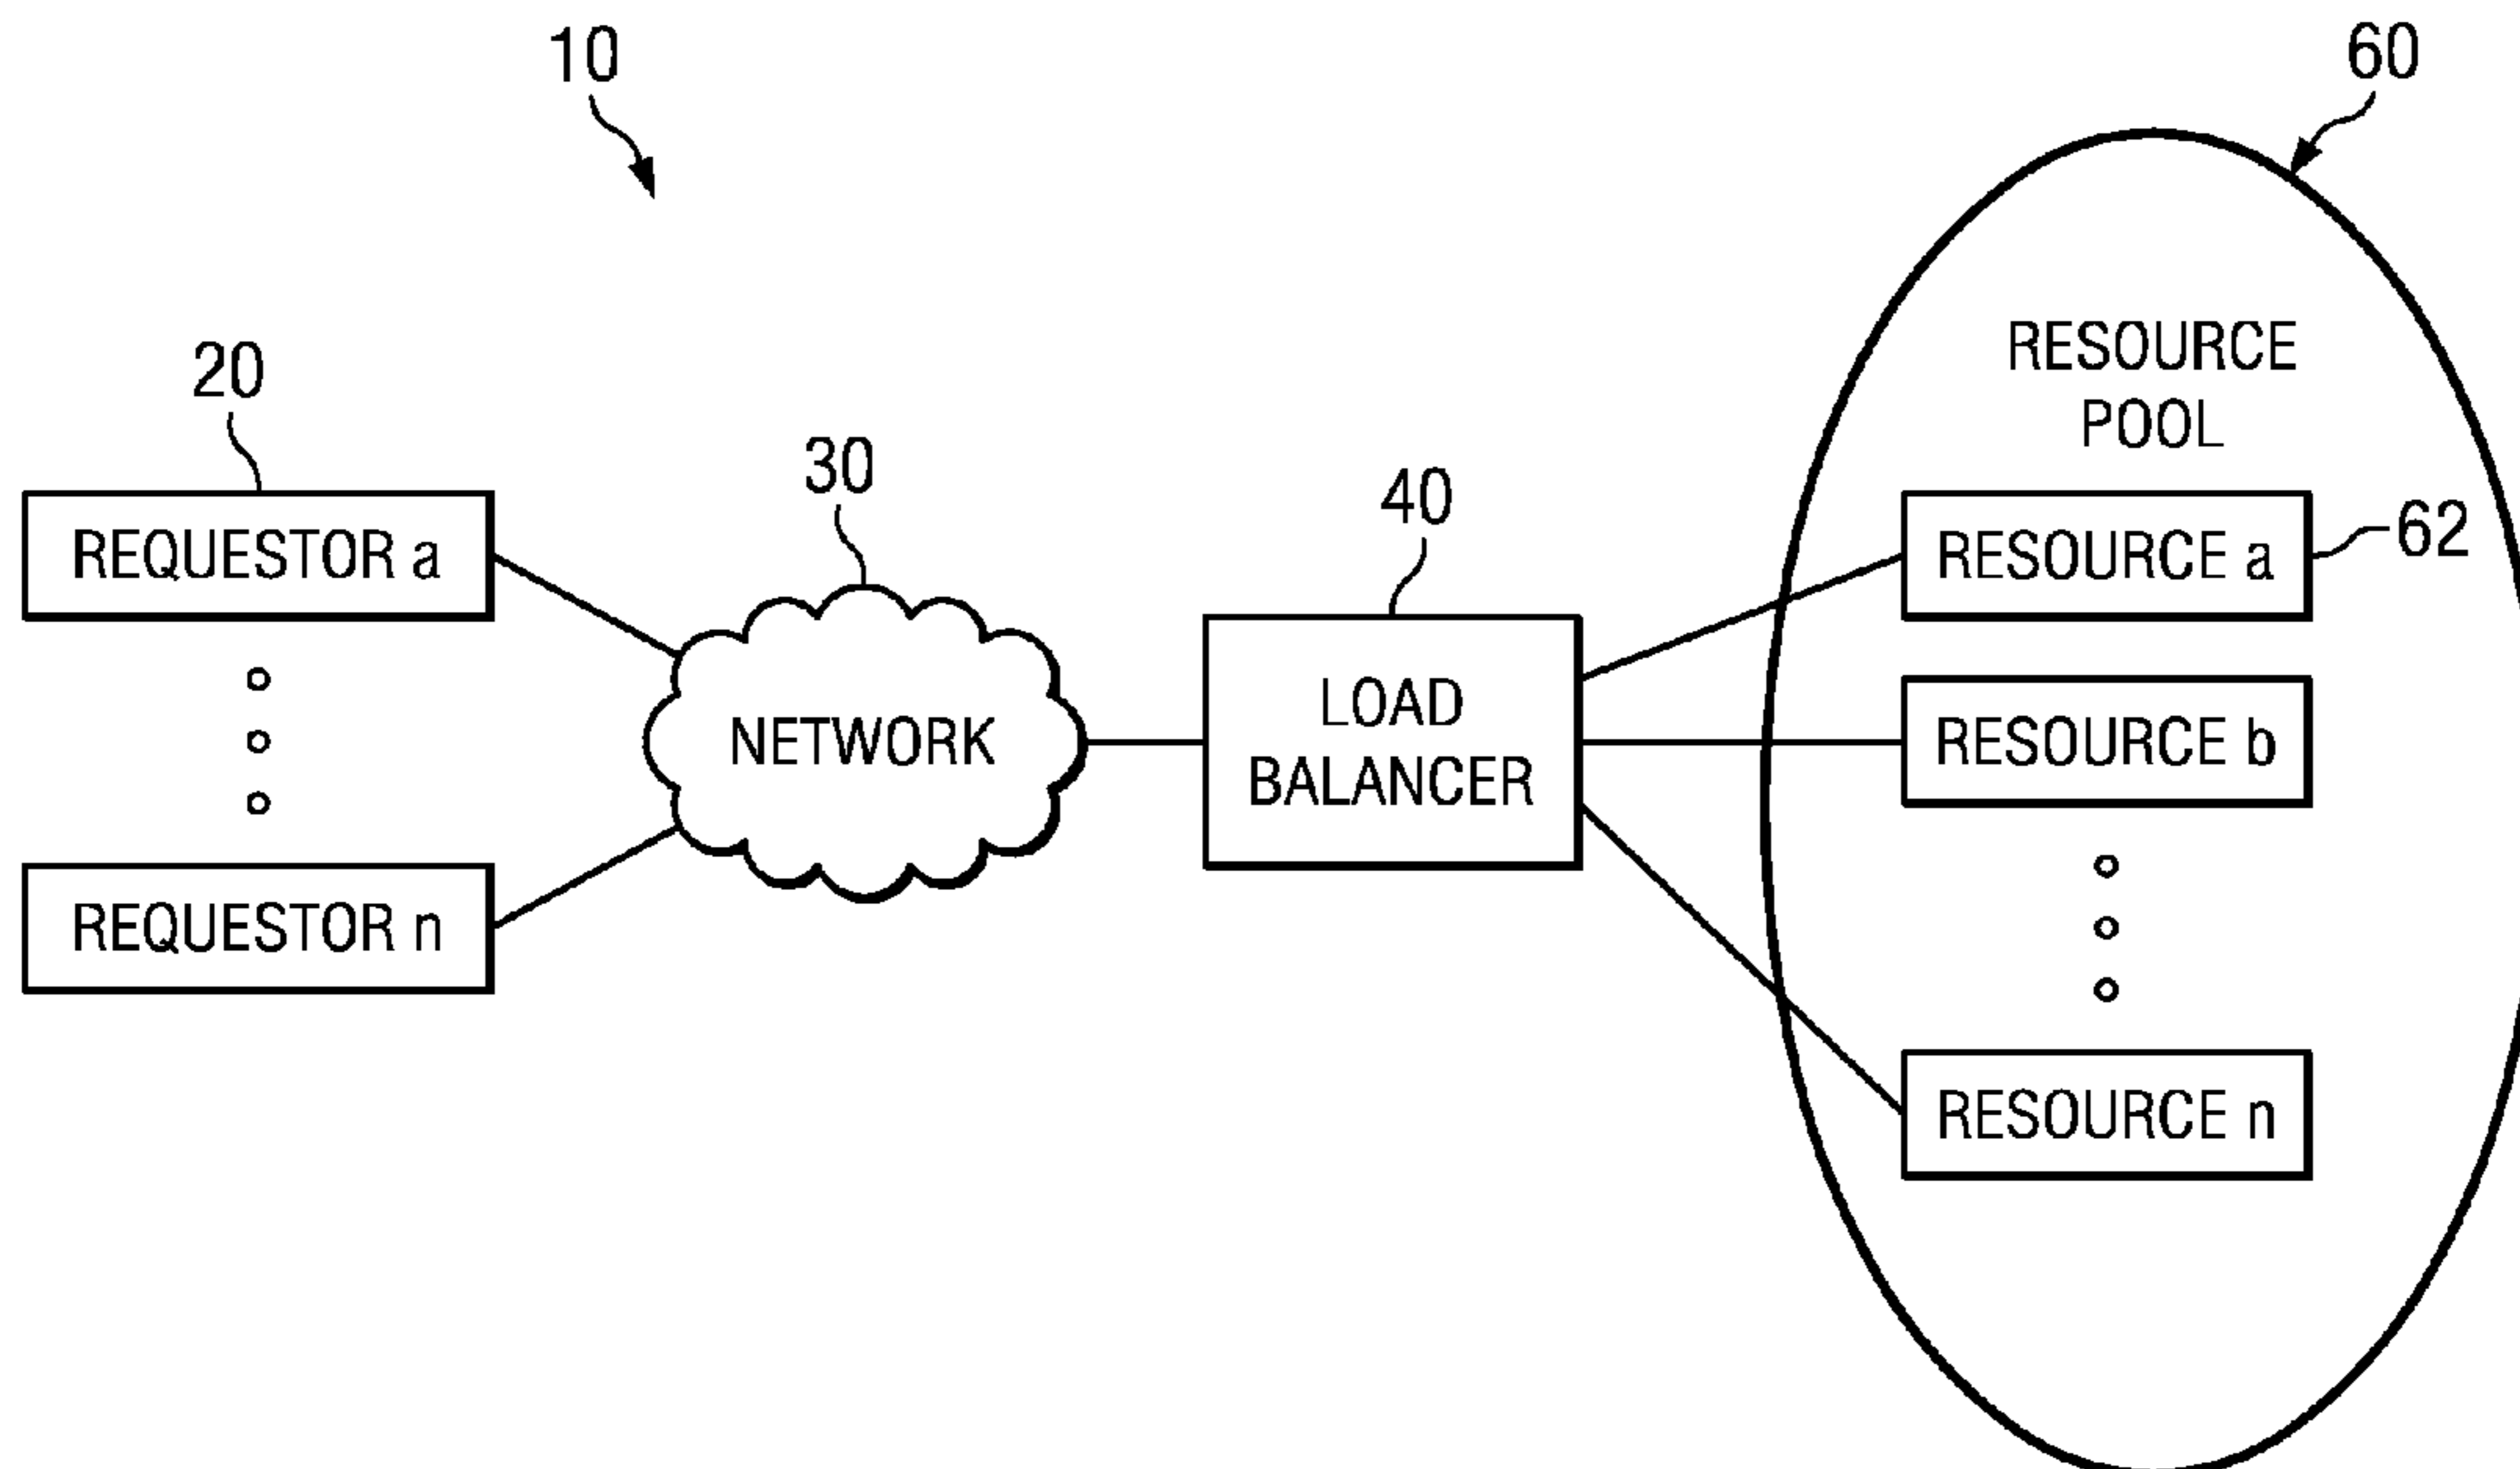 10
60
RESOURCE
POOL
20
REQUESTOR a
REQUESTOR n
30
NETWORK
40
LOAD
BALANCER
RESOURCE a
62
RESOURCE b
RESOURCE n